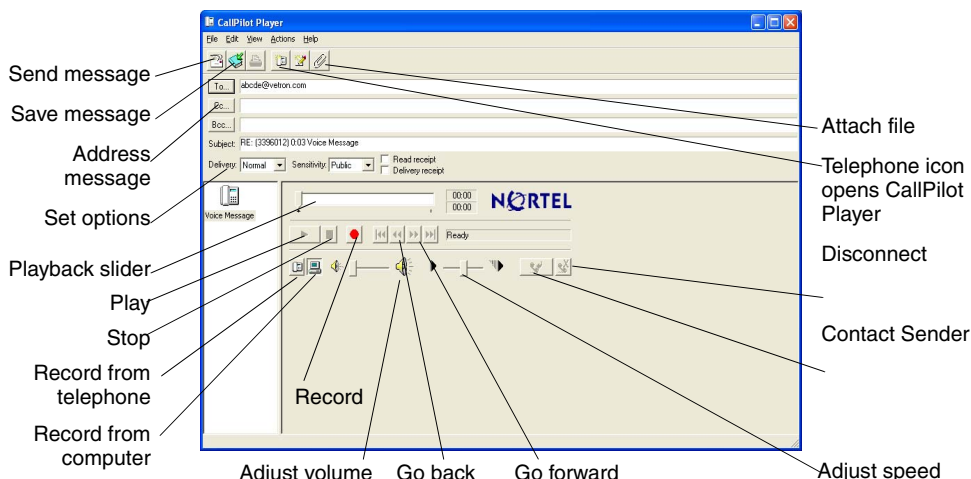 CallPilot Player
File Edit View Actions Help
Send message
To... abcde@vetron.com
Save message
Cc...
Bcc...
Attach file
Subject: RE: (3396012) 0:03 Voice Message
Address
message
Delivery: Normal Sensitivity: Public Read receipt
Delivery receipt
Telephone icon
opens CallPilot
Player
Set options
Voice Message
00:00
00:00
NORTEL
Disconnect
Ready
Playback slider
Play
Stop
Contact Sender
Record from
telephone
Record
Record from
computer
Adjust volume Go back Go forward Adjust speed